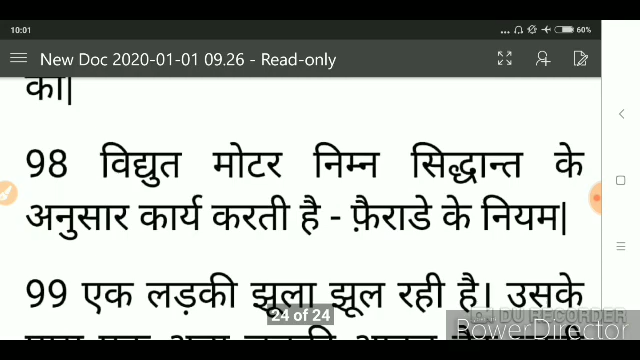 10:01
60%
New Doc 2020-01-01 09.26 - Read-only
का|
98 विद्युत मोटर निम्न सिद्धान्त के
अनुसार कार्य करती है - फ़ैराडे के नियम|
99 एक लड़की झूला झूल रही है। उसके
24 of 24
DU RECORDER
PowerDirector